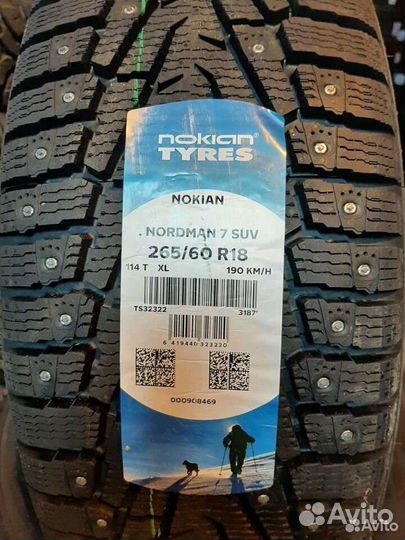 nokian®
TYRES
NOKIAN
. NORDMAN 7 SUV
265/60 R18
114 T XL 190 KM/H
TS32322 3187
6 419440 323220
000908469
Avito